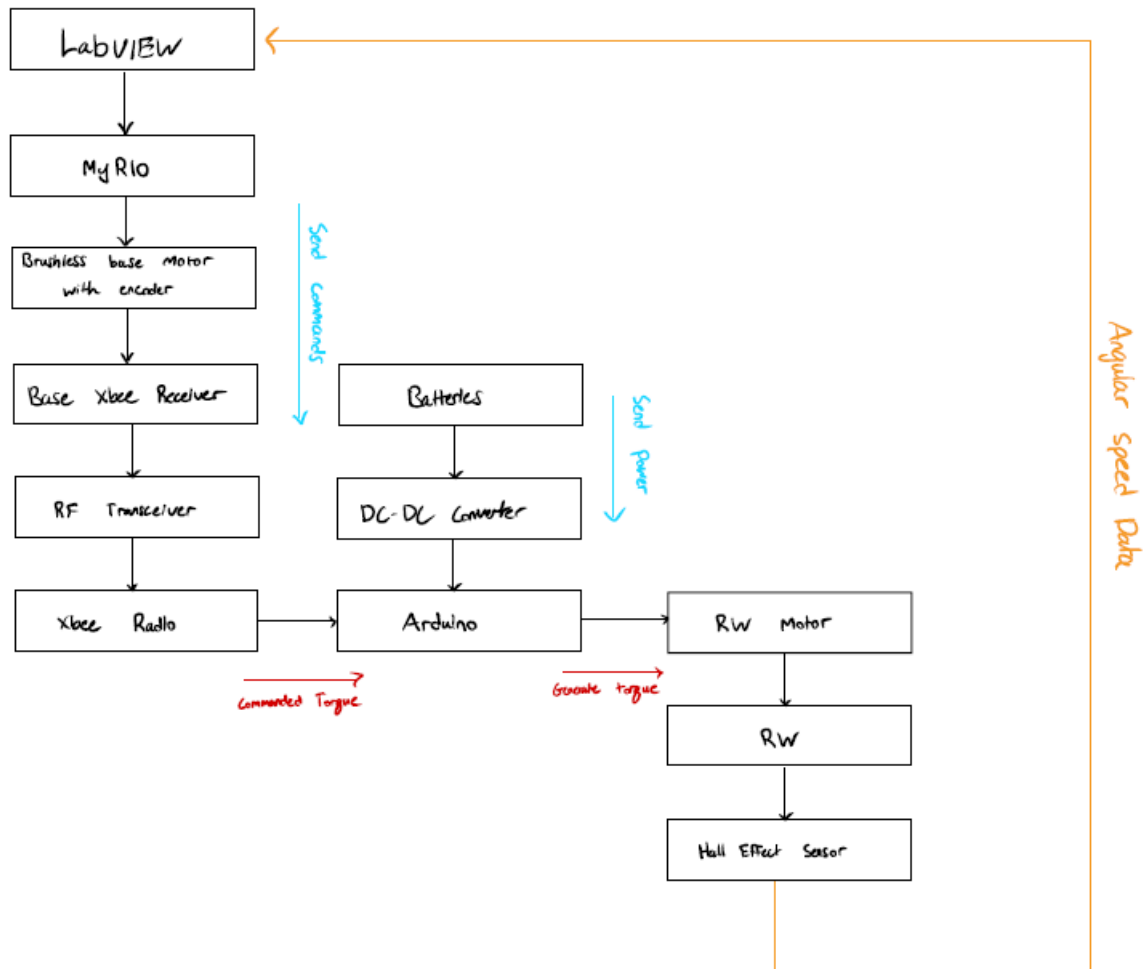 LabVIEW
MyRIO
Brushless base Motor
with encoder
Send Commands
Base Xbee Receiver
Batteries
Send Power
RF Transceiver
DC-DC Converter
Xbee Radio
Arduino
RW Motor
Commanded Torque
Generate torque
RW
Hall Effect Sensor
Angular Speed Data